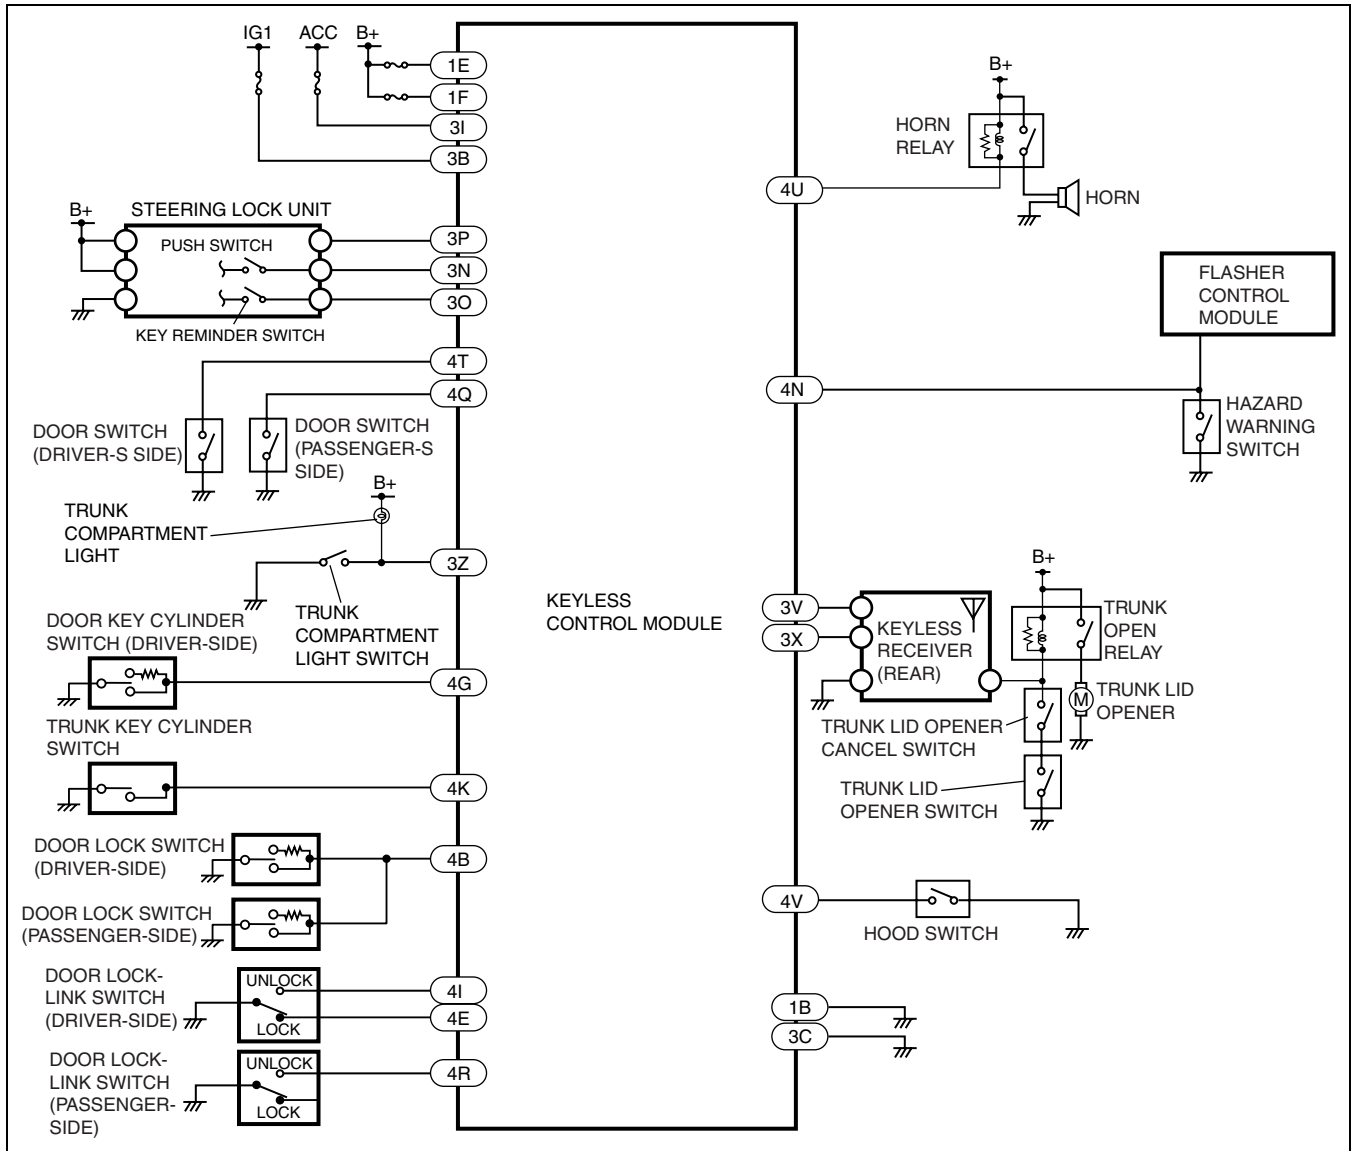 IG1
ACC
B+
1E
1F
3I
3B
B+
STEERING LOCK UNIT
PUSH SWITCH
KEY REMINDER SWITCH
3P
3N
3O
4T
4Q
DOOR SWITCH
(DRIVER-S SIDE)
DOOR SWITCH
(PASSENGER-S
SIDE)
B+
TRUNK
COMPARTMENT
LIGHT
3Z
TRUNK
COMPARTMENT
LIGHT SWITCH
DOOR KEY CYLINDER
SWITCH (DRIVER-SIDE)
4G
TRUNK KEY CYLINDER
SWITCH
4K
DOOR LOCK SWITCH
(DRIVER-SIDE)
4B
DOOR LOCK SWITCH
(PASSENGER-SIDE)
DOOR LOCK-
LINK SWITCH
(DRIVER-SIDE)
UNLOCK
LOCK
4I
4E
DOOR LOCK-
LINK SWITCH
(PASSENGER-
SIDE)
UNLOCK
LOCK
4R
KEYLESS
CONTROL MODULE
B+
HORN
RELAY
4U
HORN
FLASHER
CONTROL
MODULE
4N
HAZARD
WARNING
SWITCH
B+
3V
3X
KEYLESS
RECEIVER
(REAR)
TRUNK
OPEN
RELAY
M
TRUNK LID
OPENER
TRUNK LID OPENER
CANCEL SWITCH
TRUNK LID
OPENER SWITCH
4V
HOOD SWITCH
1B
3C